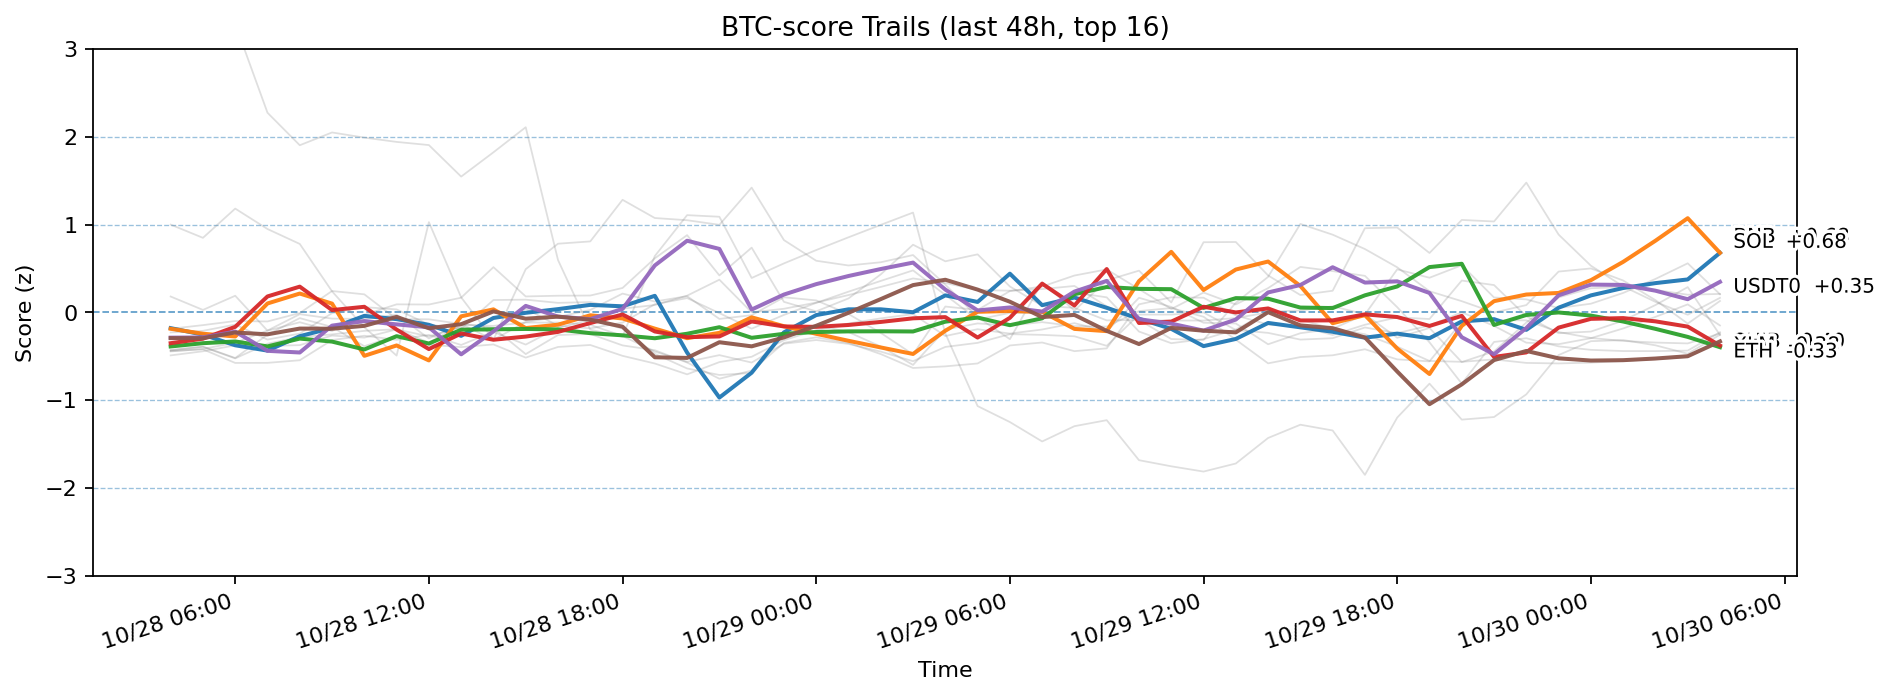 BTC-score Trails (last 48h, top 16)
3
2
1
0
−1
−2
−3
Score (z)
SOL +0.68
USDT0 +0.35
ETH -0.33
10/28 06:00
10/28 12:00
10/28 18:00
10/29 00:00
10/29 06:00
10/29 12:00
10/29 18:00
10/30 00:00
10/30 06:00
Time